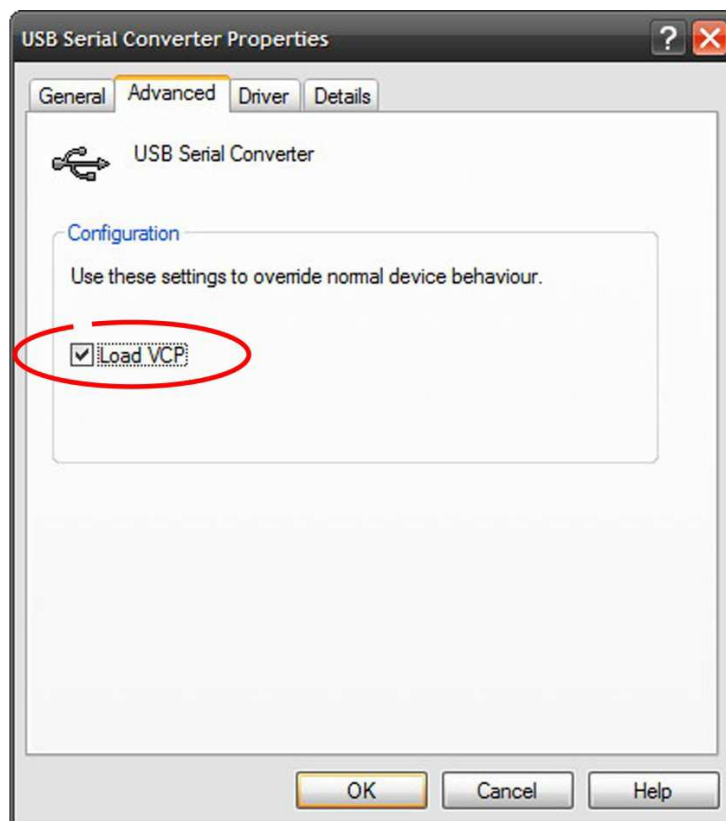 USB Serial Converter Properties
General Advanced Driver Details
USB Serial Converter
Configuration
Use these settings to override normal device behaviour.
Load VCP
OK Cancel Help